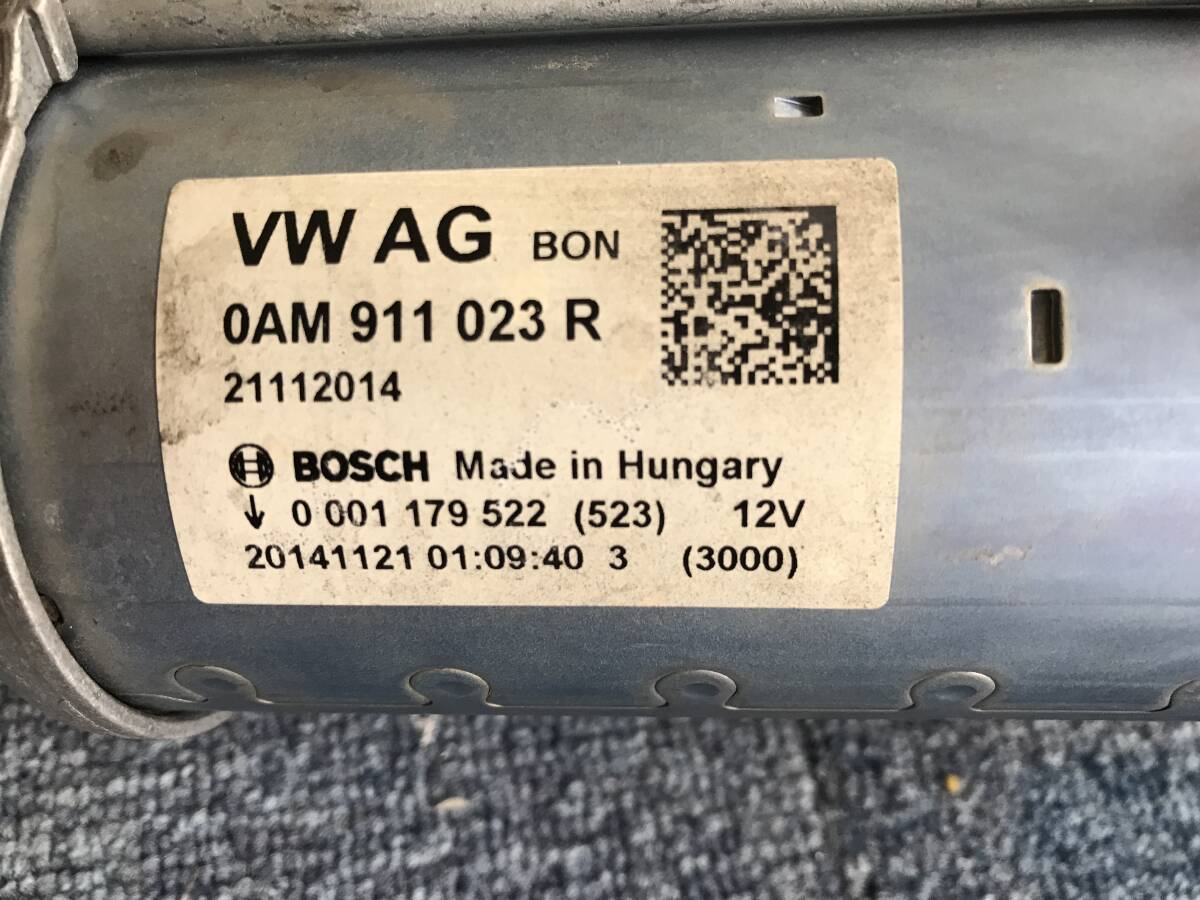 VW AG BON
0AM 911 023 R
21112014
BOSCH Made in Hungary
↓ 0 001 179 522 (523) 12V
20141121 01:09:40 3 (3000)